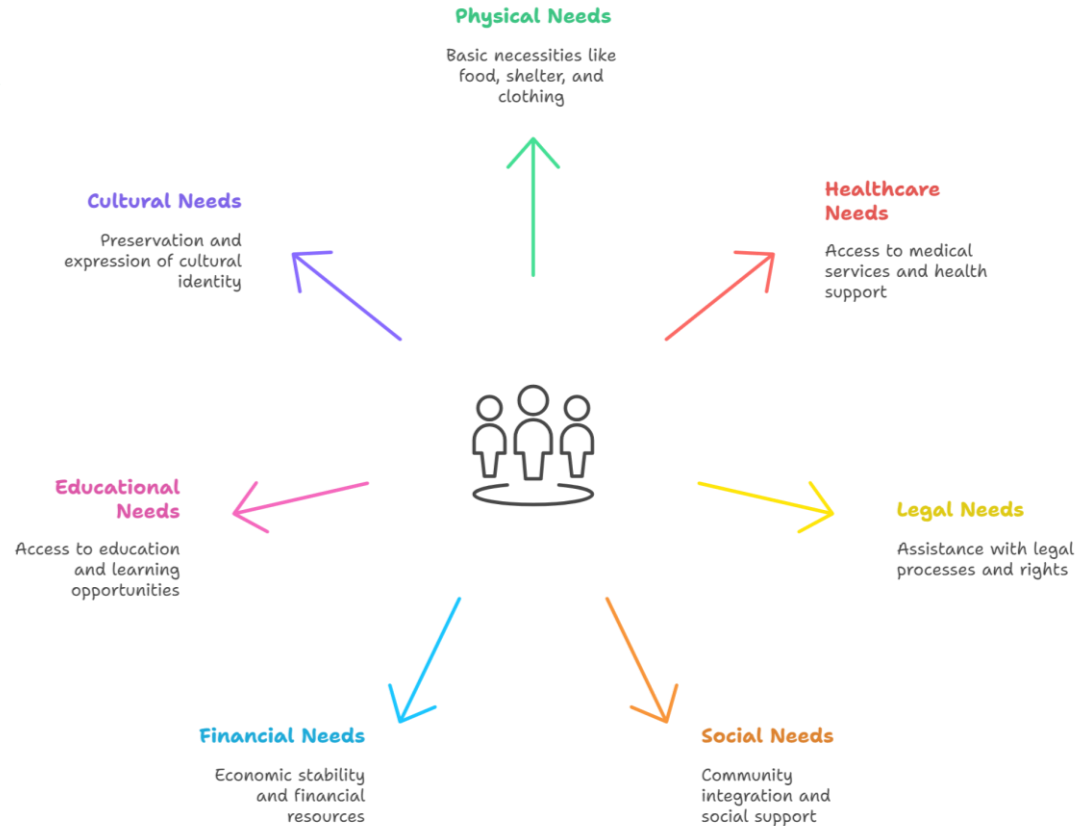 Physical Needs
Basic necessities like
food, shelter, and
clothing
Healthcare
Needs
Access to medical
services and health
support
Legal Needs
Assistance with legal
processes and rights
Social Needs
Community
integration and
social support
Financial Needs
Economic stability
and financial
resources
Educational
Needs
Access to education
and learning
opportunities
Cultural Needs
Preservation and
expression of cultural
identity